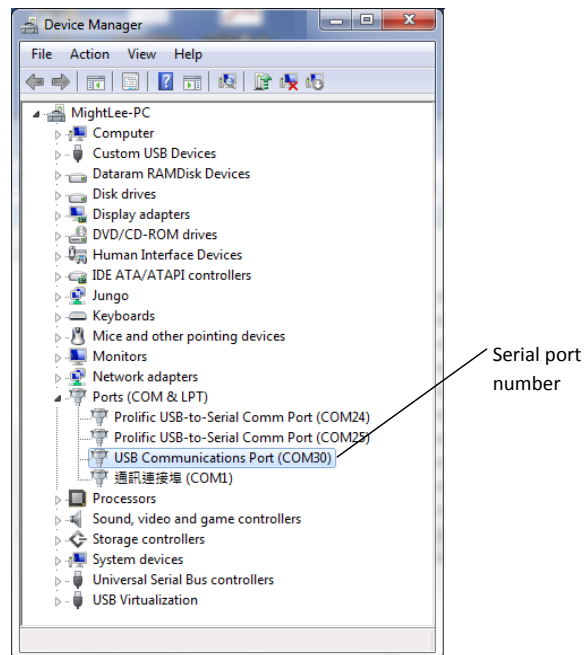 Device Manager
File Action View Help
MightLee-PC
Computer
Custom USB Devices
Dataram RAMDisk Devices
Disk drives
Display adapters
DVD/CD-ROM drives
Human Interface Devices
IDE ATA/ATAPI controllers
Jungo
Keyboards
Mice and other pointing devices
Monitors
Network adapters
Ports (COM & LPT)
Prolific USB-to-Serial Comm Port (COM24)
Prolific USB-to-Serial Comm Port (COM25)
USB Communications Port (COM30)
通訊連接埠 (COM1)
Processors
Sound, video and game controllers
Storage controllers
System devices
Universal Serial Bus controllers
USB Virtualization
Serial port
number